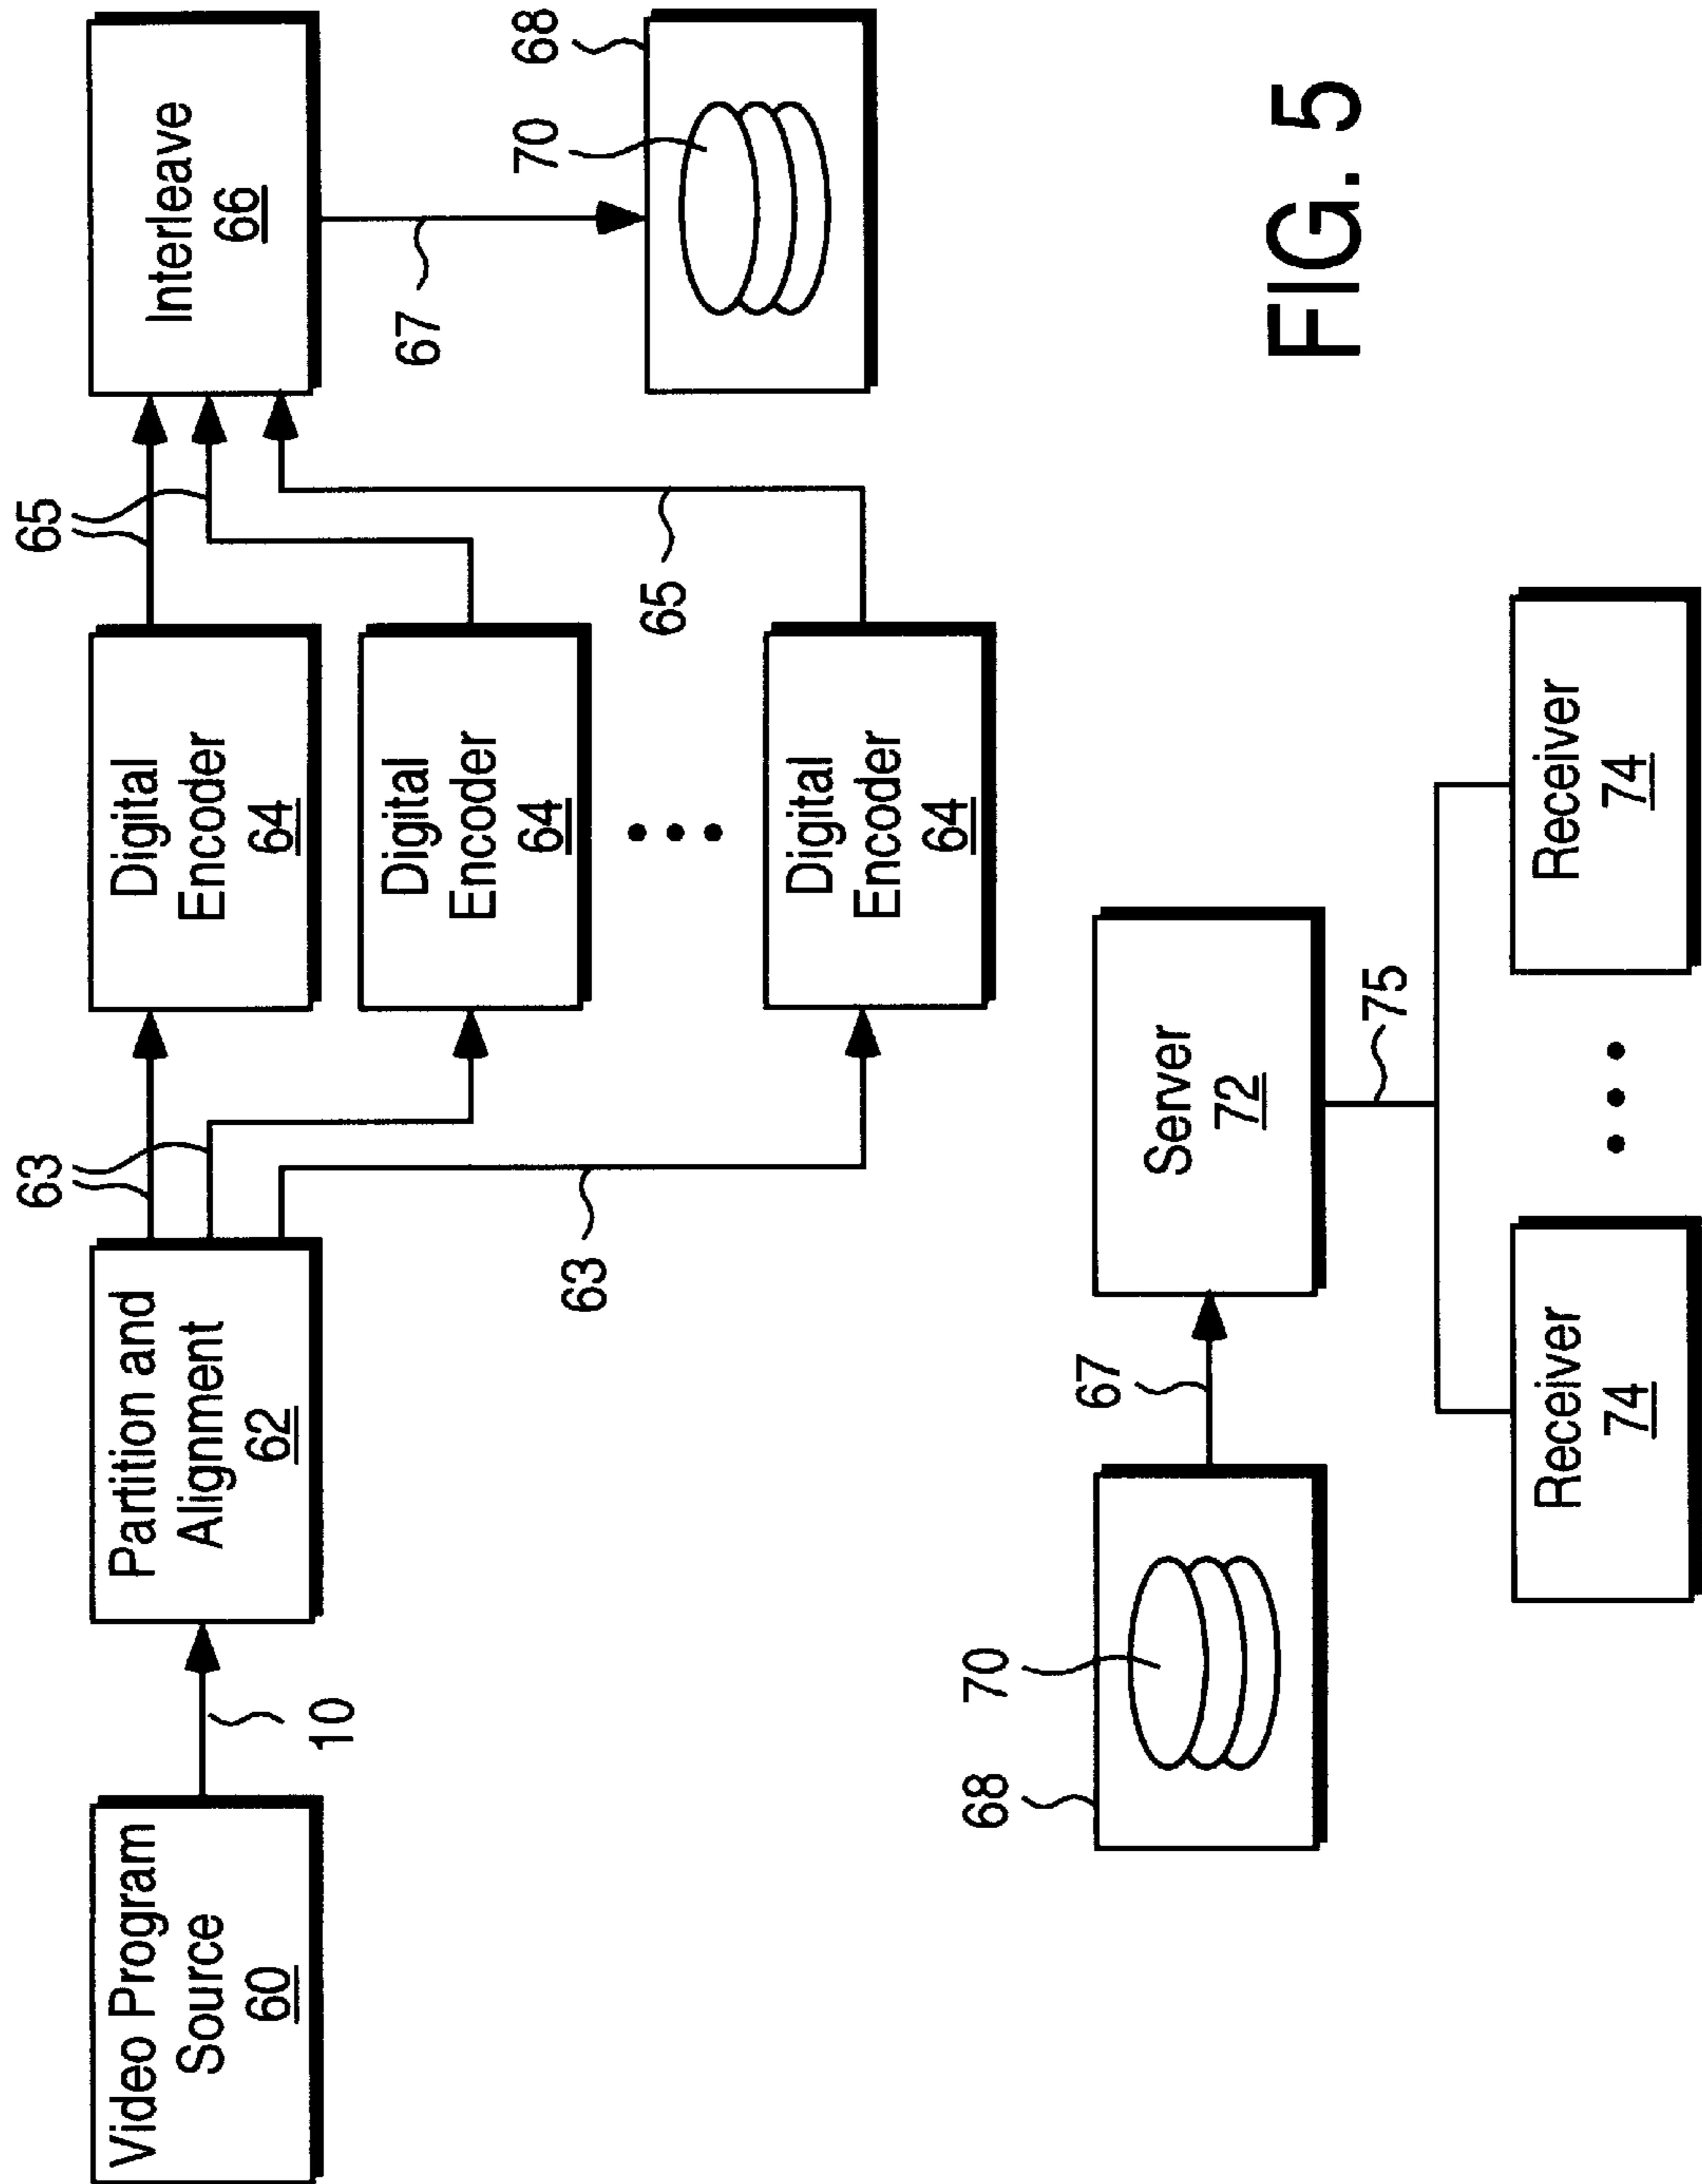 Video Program
Source
60
10
Partition and
Alignment
62
63
63
Digital
Encoder
64
Digital
Encoder
64
Digital
Encoder
64
65
65
Interleave
66
67
68
70
68
70
67
Server
72
75
Receiver
74
Receiver
74
FIG. 5